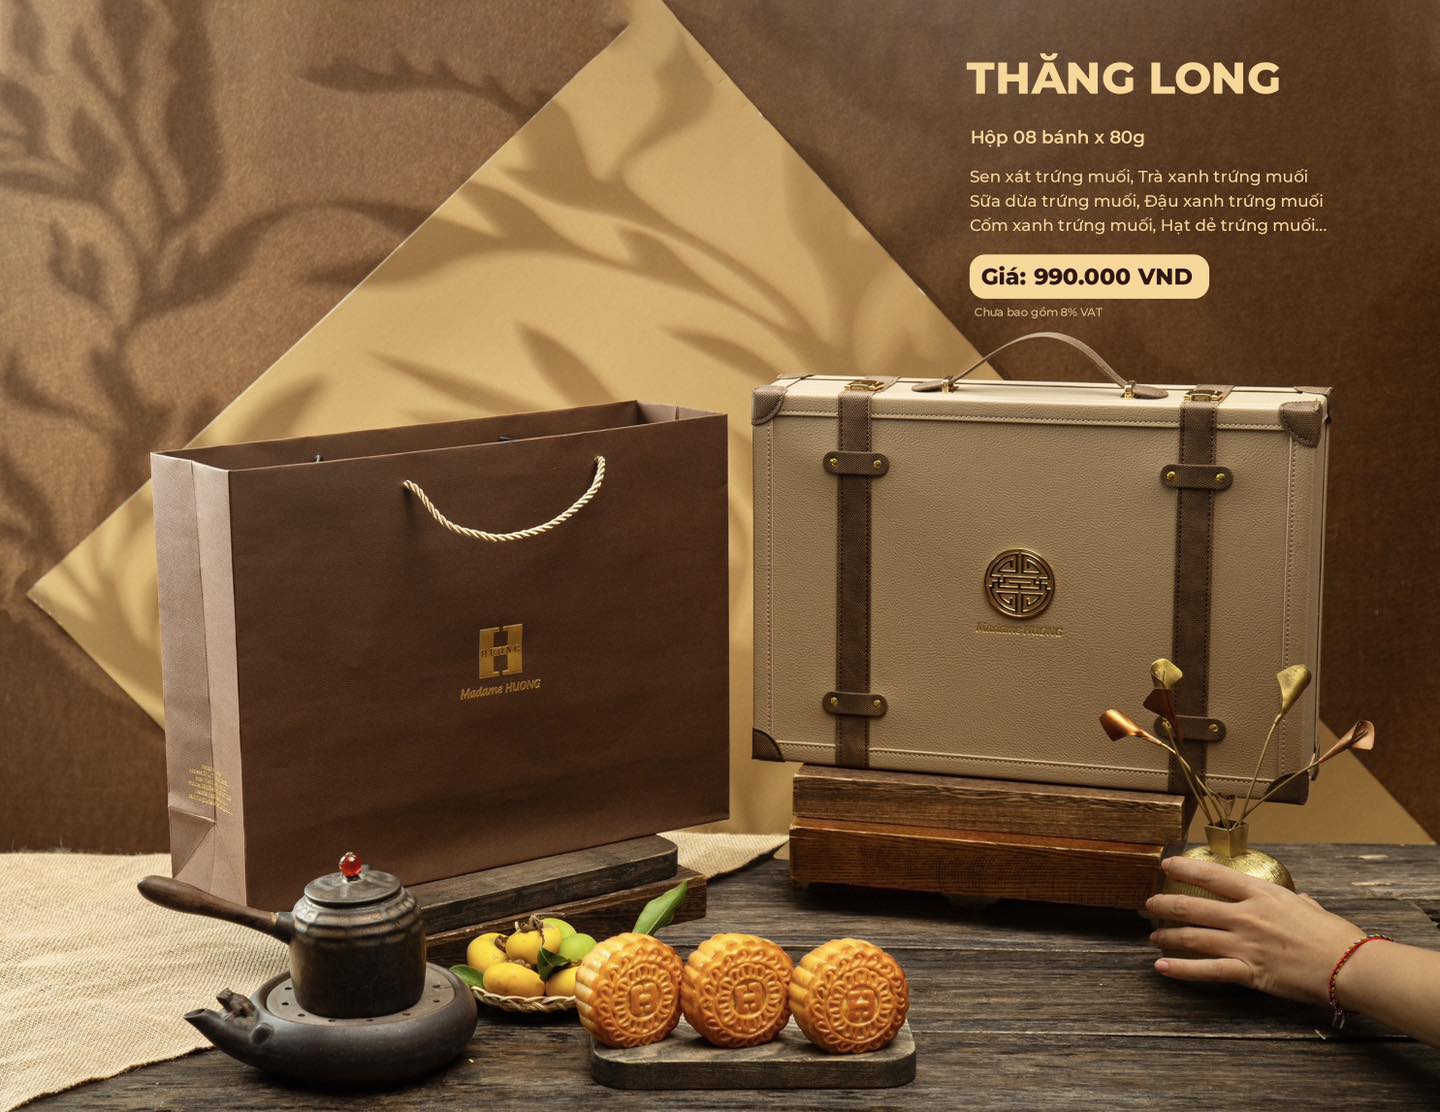 THĂNG LONG
Hộp 08 bánh x 80g
Sen xát trứng muối, Trà xanh trứng muối
Sữa dừa trứng muối, Đậu xanh trứng muối
Cốm xanh trứng muối, Hạt dẻ trứng muối...
Giá: 990.000 VND
Chưa bao gồm 8% VAT
H
HUONG
Madame HUONG
Madame HUONG
H
H
H